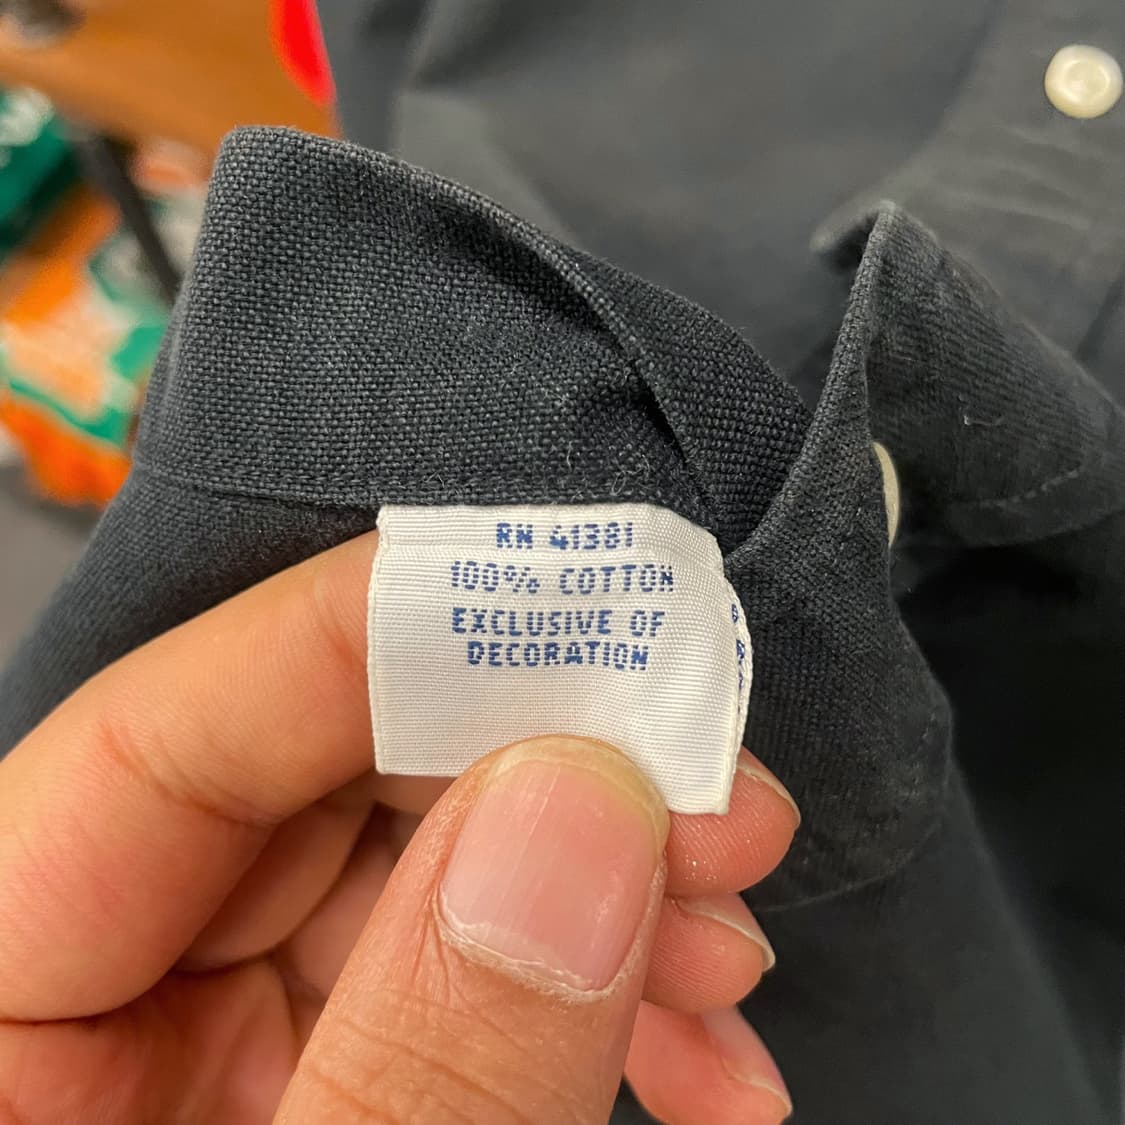 RN 41381
100% COTTON
EXCLUSIVE OF
DECORATION